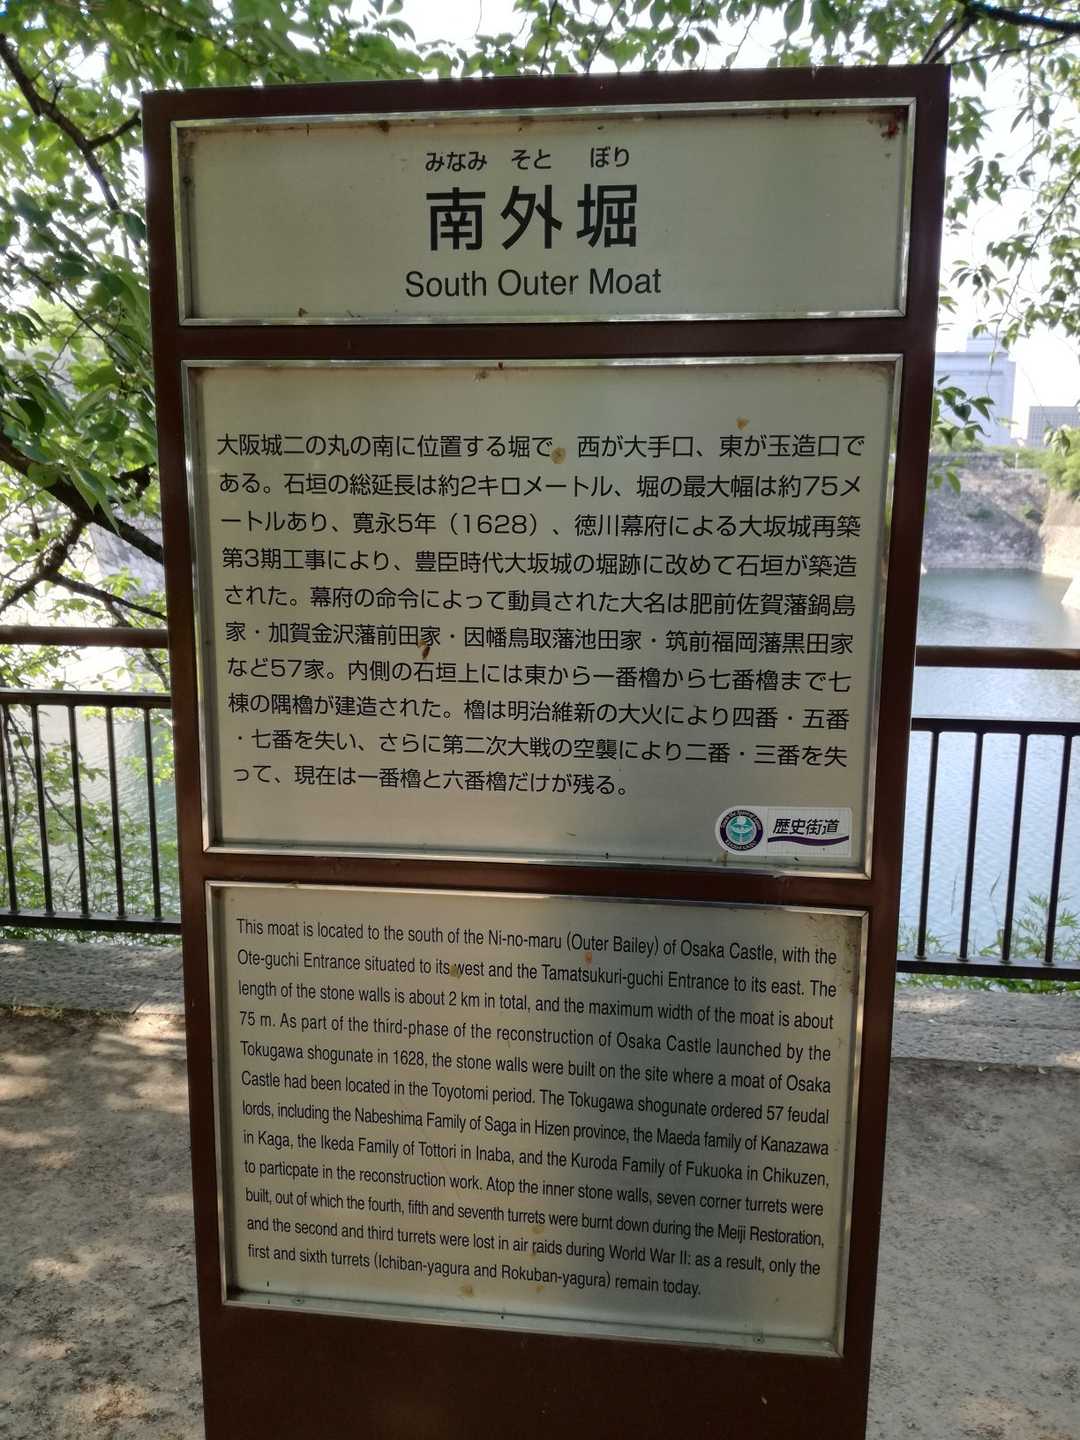 みなみ そと ぼり
南外堀
South Outer Moat
大阪城二の丸の南に位置する堀で、西が大手口、東が玉造口で
ある。石垣の総延長は約2キロメートル、堀の最大幅は約75メ
ートルあり、寛永5年（1628）、徳川幕府による大坂城再築
第3期工事により、豊臣時代大坂城の堀跡に改めて石垣が築造
された。幕府の命令によって動員された大名は肥前佐賀藩鍋島
家・加賀金沢藩前田家・因幡鳥取藩池田家・筑前福岡藩黒田家
など57家。内側の石垣上には東から一番櫓から七番櫓まで七
棟の隅櫓が建造された。櫓は明治維新の大火により四番・五番
・七番を失い、さらに第二次大戦の空襲により二番・三番を失
って、現在は一番櫓と六番櫓だけが残る。
歴史街道
This moat is located to the south of the Ni-no-maru (Outer Bailey) of Osaka Castle, with the
Ote-guchi Entrance situated to its west and the Tamatsukuri-guchi Entrance to its east. The
length of the stone walls is about 2 km in total, and the maximum width of the moat is about
75 m. As part of the third-phase of the reconstruction of Osaka Castle launched by the
Tokugawa shogunate in 1628, the stone walls were built on the site where a moat of Osaka
Castle had been located in the Toyotomi period. The Tokugawa shogunate ordered 57 feudal
lords, including the Nabeshima Family of Saga in Hizen province, the Maeda family of Kanazawa
in Kaga, the Ikeda Family of Tottori in Inaba, and the Kuroda Family of Fukuoka in Chikuzen,
to particpate in the reconstruction work. Atop the inner stone walls, seven corner turrets were
built, out of which the fourth, fifth and seventh turrets were burnt down during the Meiji Restoration,
and the second and third turrets were lost in air raids during World War II: as a result, only the
first and sixth turrets (Ichiban-yagura and Rokuban-yagura) remain today.